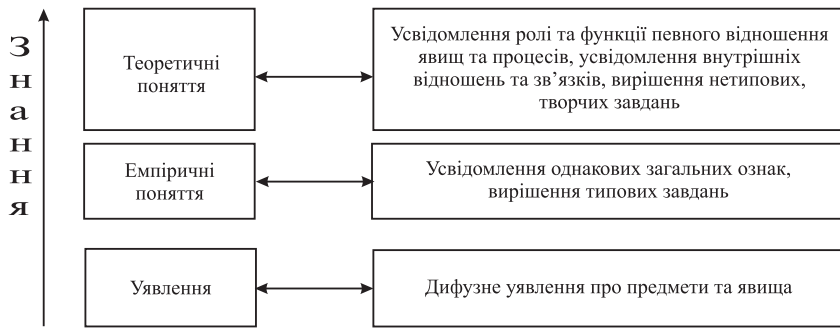 Знання
Теоретичні
поняття
Усвідомлення ролі та функції певного відношення
явищ та процесів, усвідомлення внутрішніх
відношень та зв’язків, вирішення нетипових,
творчих завдань
Емпіричні
поняття
Усвідомлення однакових загальних ознак,
вирішення типових завдань
Уявлення
Дифузне уявлення про предмети та явища